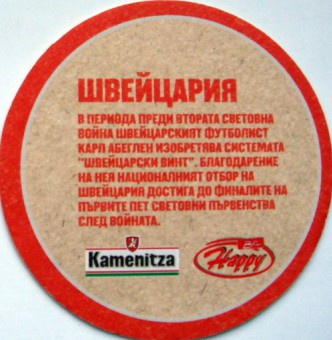 ШВЕЙЦАРИЯ
В ПЕРИОДА ПРЕДИ ВТОРАТА СВЕТОВНА
ВОЙНА ШВЕЙЦАРСКИЯТ ФУТБОЛИСТ
КАРЛ АБЕГЛЕН ИЗОБРЕТЯВА СИСТЕМАТА
"ШВЕЙЦАРСКИ ВИНТ". БЛАГОДАРЕНИЕ
НА НЕЯ НАЦИОНАЛНИЯТ ОТБОР НА
ШВЕЙЦАРИЯ ДОСТИГА ДО ФИНАЛИТЕ НА
ПЪРВИТЕ ПЕТ СВЕТОВНИ ПЪРВЕНСТВА
СЛЕД ВОЙНАТА.
Kamenitza
Happy